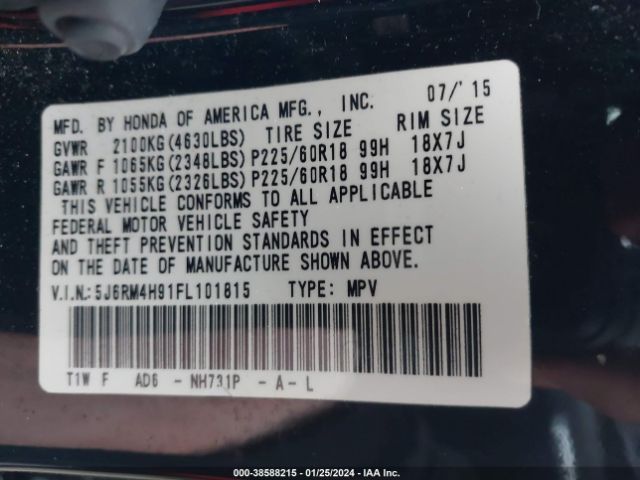 MFD. BY HONDA OF AMERICA MFG., INC. 07/'15
GVWR 2100KG(4630LBS) TIRE SIZE RIM SIZE
GAWR F 1065KG(2348LBS) P225/60R18 99H 18X7J
GAWR R 1055KG(2326LBS) P225/60R18 99H 18X7J
THIS VEHICLE CONFORMS TO ALL APPLICABLE
FEDERAL MOTOR VEHICLE SAFETY
AND THEFT PREVENTION STANDARDS IN EFFECT
ON THE DATE OF MANUFACTURE SHOWN ABOVE.
V.I.N.: 5J6RM4H91FL101815 TYPE: MPV
T1W F AD6 - NH731P - A - L
000-38588215 - 01/25/2024 - IAA Inc.